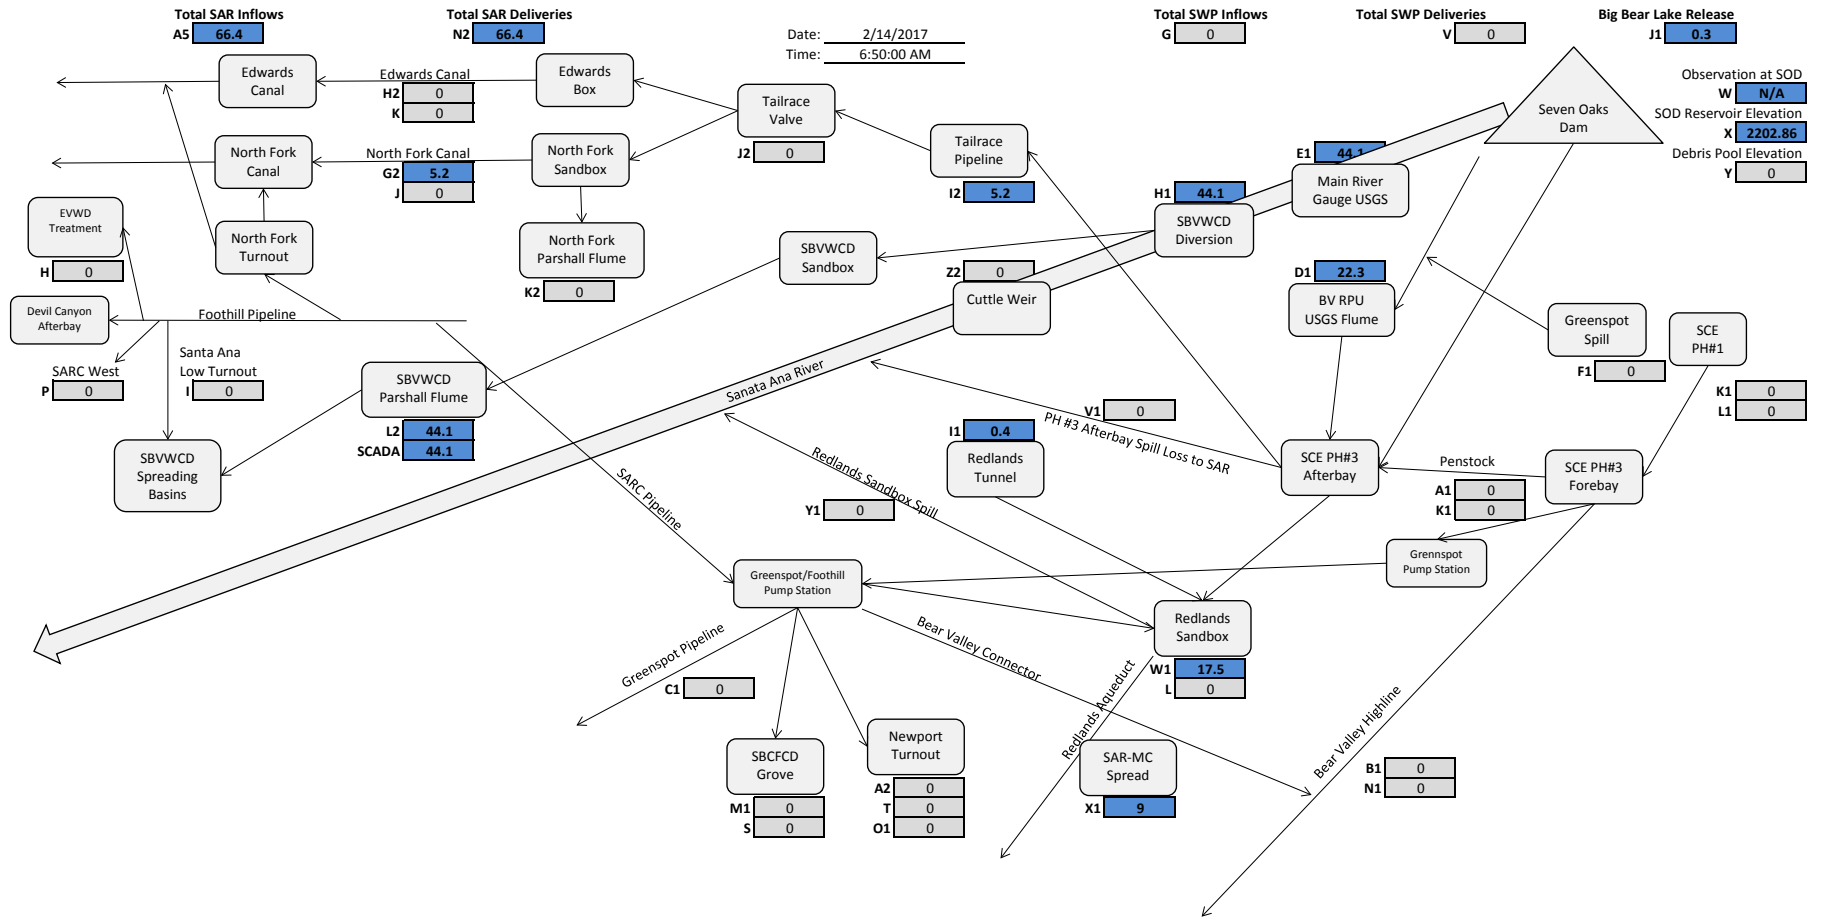 Total SAR Inflows
A5 66.4
Total SAR Deliveries
N2 66.4
Date: 2/14/2017
Time: 6:50:00 AM
Total SWP Inflows
G 0
Total SWP Deliveries
V 0
Big Bear Lake Release
J1 0.3
Observation at SOD
W N/A
SOD Reservoir Elevation
X 2202.86
Debris Pool Elevation
Y 0
Edwards
Canal
Edwards Canal
H2 0
K 0
Edwards
Box
Tailrace
Valve
J2 0
Tailrace
Pipeline
I2 5.2
Seven Oaks
Dam
North Fork
Canal
North Fork Canal
G2 5.2
J 0
North Fork
Sandbox
E1 44.1
Main River
Gauge USGS
H1 44.1
SBVWCD
Diversion
EVWD
Treatment
H 0
North Fork
Turnout
North Fork
Parshall Flume
K2 0
SBVWCD
Sandbox
Z2 0
Cuttle Weir
D1 22.3
BV RPU
USGS Flume
Greenspot
Spill
F1 0
SCE
PH#1
K1 0
L1 0
Devil Canyon
Afterbay
Foothill Pipeline
SARC West
P 0
Santa Ana
Low Turnout
I 0
SBVWCD
Parshall Flume
L2 44.1
SCADA 44.1
Sanata Ana River
V1 0
PH #3 Afterbay Spill Loss to SAR
I1 0.4
Redlands
Tunnel
SCE PH#3
Afterbay
Penstock
A1 0
K1 0
SCE PH#3
Forebay
SBVWCD
Spreading
Basins
SARC Pipeline
Redlands Sandbox Spill
Y1 0
Grennspot
Pump Station
Greenspot/Foothill
Pump Station
Redlands
Sandbox
W1 17.5
L 0
Greenspot Pipeline
C1 0
Bear Valley Connector
Redlands Aqueduct
Bear Valley Highline
SBCFCD
Grove
M1 0
S 0
Newport
Turnout
A2 0
T 0
O1 0
SAR-MC
Spread
X1 9
B1 0
N1 0